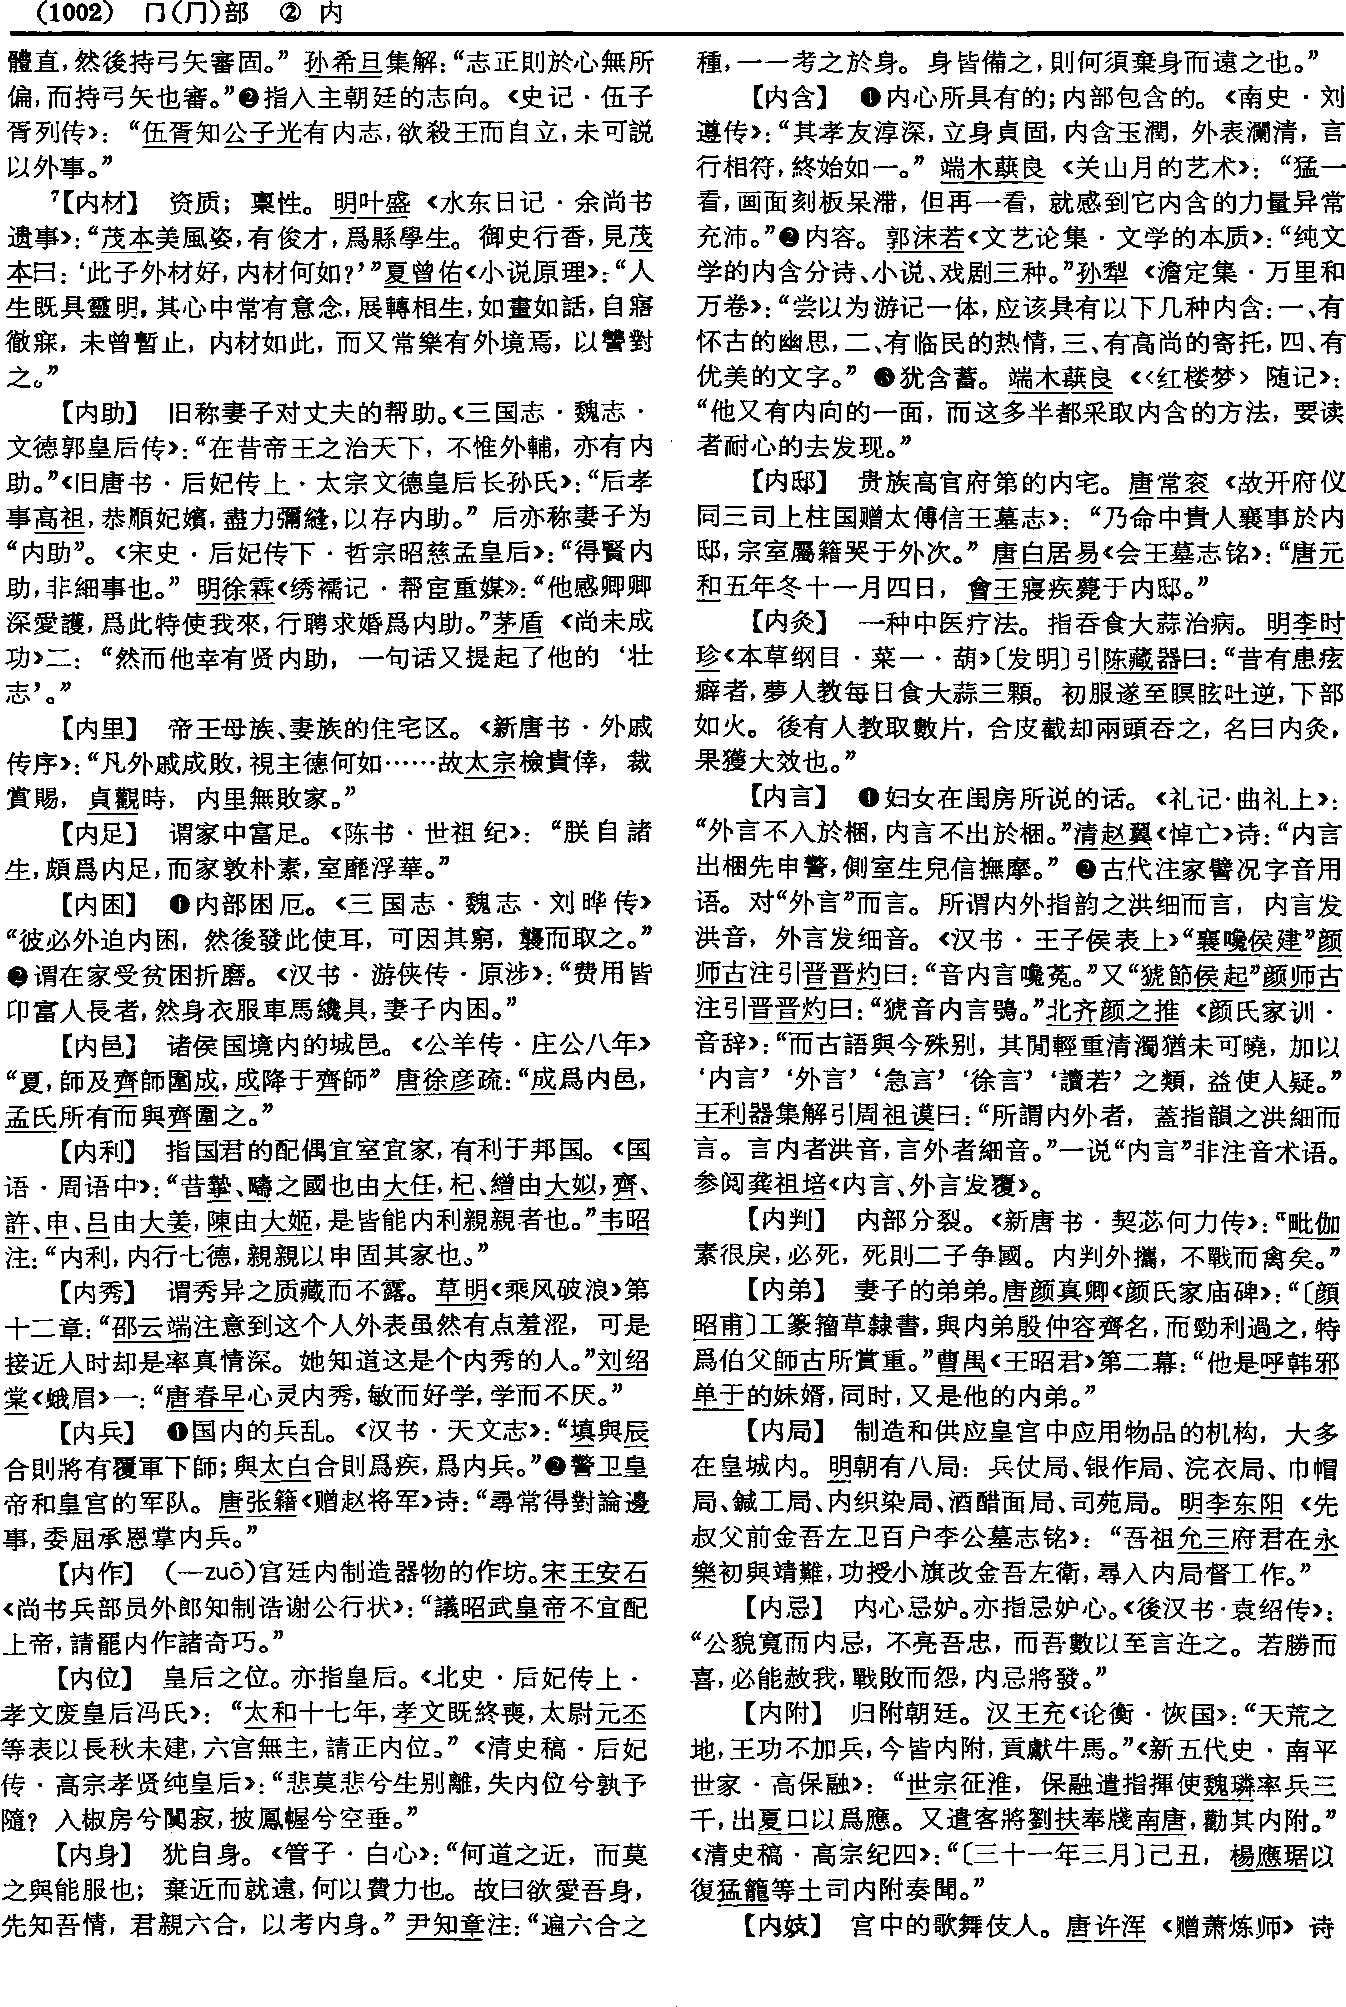 (1002) 冂(⺆)部 ② 内
體直，然後持弓矢審固。”孙希旦集解：“志正則於心無所
偏，而持弓矢也審。”❷指入主朝廷的志向。《史记·伍子
胥列传》：“伍胥知公子光有内志，欲殺王而自立，未可説
以外事。”
⁷【内材】 资质；禀性。明叶盛《水东日记·余尚书
遗事》：“茂本美風姿，有俊才，爲縣學生。御史行香，見茂
本曰：‘此子外材好，内材何如？’”夏曾佑《小说原理》：“人
生既具靈明，其心中常有意念，展轉相生，如畫如話，自寤
徹寐，未曾暫止，内材如此，而又常樂有外境焉，以讐對
之。”
【内助】 旧称妻子对丈夫的帮助。《三国志·魏志·
文德郭皇后传》：“在昔帝王之治天下，不惟外輔，亦有内
助。”《旧唐书·后妃传上·太宗文德皇后长孙氏》：“后孝
事高祖，恭順妃嬪，盡力彌縫，以存内助。”后亦称妻子为
“内助”。《宋史·后妃传下·哲宗昭慈孟皇后》：“得賢内
助，非細事也。”明徐霖《绣襦记·帮宦重媒》：“他感卿卿
深愛護，爲此特使我來，行聘求婚爲内助。”茅盾《尚未成
功》二：“然而他幸有贤内助，一句话又提起了他的‘壮
志’。”
【内里】 帝王母族、妻族的住宅区。《新唐书·外戚
传序》：“凡外戚成敗，視主德何如……故太宗檢貴倖，裁
賞賜，貞觀時，内里無敗家。”
【内足】 谓家中富足。《陈书·世祖纪》：“朕自諸
生，頗爲内足，而家敦朴素，室靡浮華。”
【内困】 ❶内部困厄。《三国志·魏志·刘晔传》
“彼必外迫内困，然後發此使耳，可因其窮，襲而取之。”
❷谓在家受贫困折磨。《汉书·游侠传·原涉》：“费用皆
卬富人長者，然身衣服車馬纔具，妻子内困。”
【内邑】 诸侯国境内的城邑。《公羊传·庄公八年》
“夏，師及齊師圍成，成降于齊師”唐徐彦疏：“成爲内邑，
孟氏所有而與齊圍之。”
【内利】 指国君的配偶宜室宜家，有利于邦国。《国
语·周语中》：“昔摯、疇之國也由大任，杞、繒由大姒，齊、
許、申、吕由大姜，陳由大姬，是皆能内利親親者也。”韦昭
注：“内利，内行七德，親親以申固其家也。”
【内秀】 谓秀异之质藏而不露。草明《乘风破浪》第
十二章：“邵云端注意到这个人外表虽然有点羞涩，可是
接近人时却是率真情深。她知道这是个内秀的人。”刘绍
棠《蛾眉》一：“唐春早心灵内秀，敏而好学，学而不厌。”
【内兵】 ❶国内的兵乱。《汉书·天文志》：“填與辰
合則將有覆軍下師；與太白合則爲疾，爲内兵。”❷警卫皇
帝和皇宫的军队。唐张籍《赠赵将军》诗：“尋常得對論邊
事，委屈承恩掌内兵。”
【内作】 (—zuō)宫廷内制造器物的作坊。宋王安石
《尚书兵部员外郎知制诰谢公行状》：“議昭武皇帝不宜配
上帝，請罷内作諸奇巧。”
【内位】 皇后之位。亦指皇后。《北史·后妃传上·
孝文废皇后冯氏》：“太和十七年，孝文既終喪，太尉元丕
等表以長秋未建，六宫無主，請正内位。”《清史稿·后妃
传·高宗孝贤纯皇后》：“悲莫悲兮生别離，失内位兮孰予
隨？入椒房兮闃寂，披鳳幄兮空垂。”
【内身】 犹自身。《管子·白心》：“何道之近，而莫
之與能服也；棄近而就遠，何以費力也。故曰欲愛吾身，
先知吾情，君親六合，以考内身。”尹知章注：“遍六合之
種，一一考之於身。身皆備之，則何須棄身而遠之也。”
【内含】 ❶内心所具有的；内部包含的。《南史·刘
遵传》：“其孝友淳深，立身貞固，内含玉潤，外表瀾清，言
行相符，終始如一。”端木蕻良《关山月的艺术》：“猛一
看，画面刻板呆滞，但再一看，就感到它内含的力量异常
充沛。”❷内容。郭沫若《文艺论集·文学的本质》：“纯文
学的内含分诗、小说、戏剧三种。”孙犁《澹定集·万里和
万卷》：“尝以为游记一体，应该具有以下几种内含：一、有
怀古的幽思，二、有临民的热情，三、有高尚的寄托，四、有
优美的文字。”❸犹含蓄。端木蕻良《〈红楼梦〉随记》：
“他又有内向的一面，而这多半都采取内含的方法，要读
者耐心的去发现。”
【内邸】 贵族高官府第的内宅。唐常衮《故开府仪
同三司上柱国赠太傅信王墓志》：“乃命中貴人襄事於内
邸，宗室屬籍哭于外次。”唐白居易《会王墓志铭》：“唐元
和五年冬十一月四日，會王寢疾薨于内邸。”
【内灸】 一种中医疗法。指吞食大蒜治病。明李时
珍《本草纲目·菜一·葫》〔发明〕引陈藏器曰：“昔有患痃
癖者，夢人教每日食大蒜三顆。初服遂至瞑眩吐逆，下部
如火。後有人教取數片，合皮截却兩頭吞之，名曰内灸，
果獲大效也。”
【内言】 ❶妇女在闺房所说的话。《礼记·曲礼上》：
“外言不入於梱，内言不出於梱。”清赵翼《悼亡》诗：“内言
出梱先申警，側室生兒信撫摩。”❷古代注家譬况字音用
语。对“外言”而言。所谓内外指韵之洪细而言，内言发
洪音，外言发细音。《汉书·王子侯表上》“襄嚵侯建”颜
师古注引晋晋灼曰：“音内言嚵菟。”又“猇節侯起”颜师古
注引晋晋灼曰：“猇音内言鴞。”北齐颜之推《颜氏家训·
音辞》：“而古語與今殊别，其間輕重清濁猶未可曉，加以
‘内言’‘外言’‘急言’‘徐言’‘讀若’之類，益使人疑。”
王利器集解引周祖谟曰：“所謂内外者，蓋指韻之洪細而
言。言内者洪音，言外者細音。”一说“内言”非注音术语。
参阅龚祖培《内言、外言发覆》。
【内判】 内部分裂。《新唐书·契苾何力传》：“毗伽
素很戾，必死，死則二子争國。内判外攜，不戰而禽矣。”
【内弟】 妻子的弟弟。唐颜真卿《颜氏家庙碑》：“〔顔
昭甫〕工篆籀草隸書，與内弟殷仲容齊名，而勁利過之，特
爲伯父師古所賞重。”曹禺《王昭君》第二幕：“他是呼韩邪
单于的妹婿，同时，又是他的内弟。”
【内局】 制造和供应皇宫中应用物品的机构，大多
在皇城内。明朝有八局：兵仗局、银作局、浣衣局、巾帽
局、鍼工局、内织染局、酒醋面局、司苑局。明李东阳《先
叔父前金吾左卫百户李公墓志铭》：“吾祖允三府君在永
樂初與靖難，功授小旗改金吾左衛，尋入内局督工作。”
【内忌】 内心忌妒。亦指忌妒心。《後汉书·袁绍传》：
“公貌寬而内忌，不亮吾忠，而吾數以至言迕之。若勝而
喜，必能赦我，戰敗而怨，内忌將發。”
【内附】 归附朝廷。汉王充《论衡·恢国》：“天荒之
地，王功不加兵，今皆内附，貢獻牛馬。”《新五代史·南平
世家·高保融》：“世宗征淮，保融遣指揮使魏璘率兵三
千，出夏口以爲應。又遣客將劉扶奉牋南唐，勸其内附。”
《清史稿·高宗纪四》：“〔三十一年三月〕己丑，楊應琚以
復猛籠等土司内附奏聞。”
【内妓】 宫中的歌舞伎人。唐许浑《赠萧炼师》诗